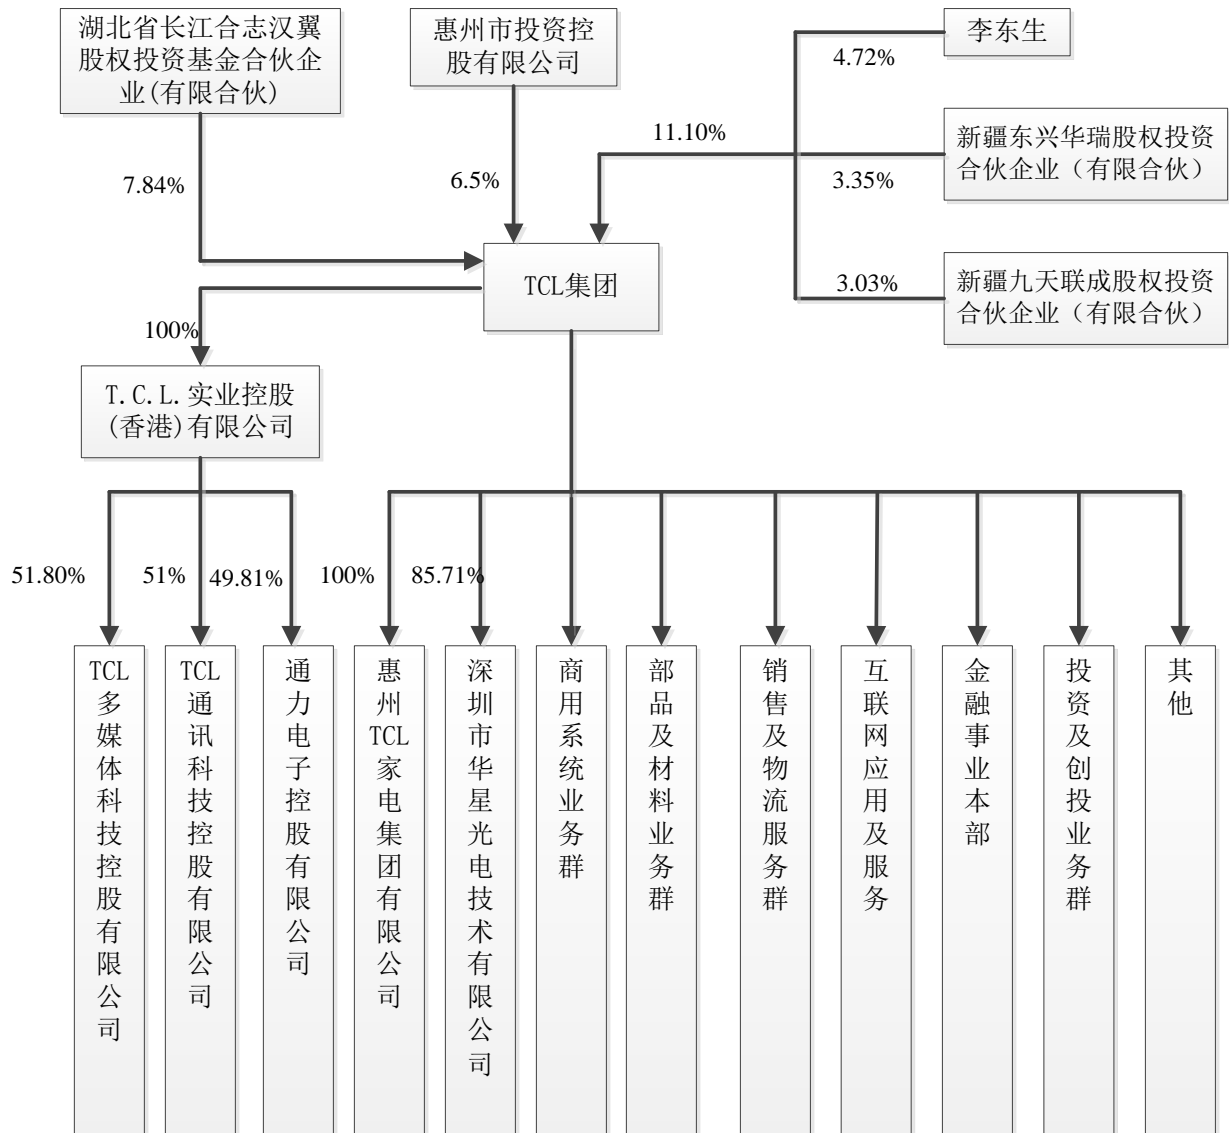 湖北省长江合志汉翼
股权投资基金合伙企
业(有限合伙)
惠州市投资控
股有限公司
李东生
4.72%
11.10%
新疆东兴华瑞股权投资
合伙企业（有限合伙）
7.84%
6.5%
3.35%
TCL集团
3.03%
新疆九天联成股权投资
合伙企业（有限合伙）
100%
T.C.L.实业控股
(香港)有限公司
51.80%
51%
49.81%
100%
85.71%
TCL多媒体科技控股有限公司
TCL通讯科技控股有限公司
通力电子控股有限公司
惠州TCL家电集团有限公司
深圳市华星光电技术有限公司
商用系统业务群
部品及材料业务群
销售及物流服务群
互联网应用及服务
金融事业本部
投资及创投业务群
其他